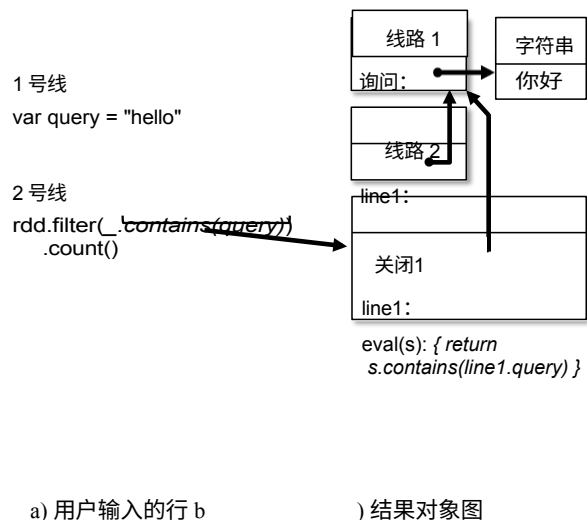 1 号线
var query = "hello"
2 号线
rdd.filter(_.contains(query))
.count()
线路 1
询问：
字符串
你好
线路 2
line1：
关闭1
line1：
eval(s): { return
s.contains(line1.query) }
a) 用户输入的行 b
) 结果对象图